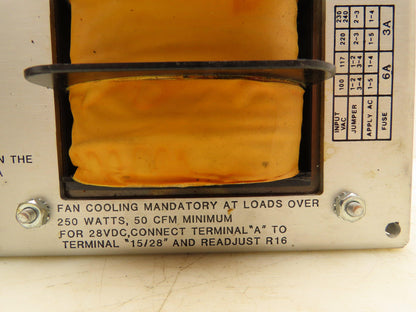 N THE
A
FAN COOLING MANDATORY AT LOADS OVER
250 WATTS, 50 CFM MINIMUM
FOR 28VDC,CONNECT TERMINAL "A" TO
TERMINAL "15/28" AND READJUST R16
INPUT VAC 100 117 220 230 240
JUMPER 1-2 3-4 1-2 3-4 2-3 2-3
APPLY AC 1-5 1-4 1-5 1-4
FUSE 6A 3A